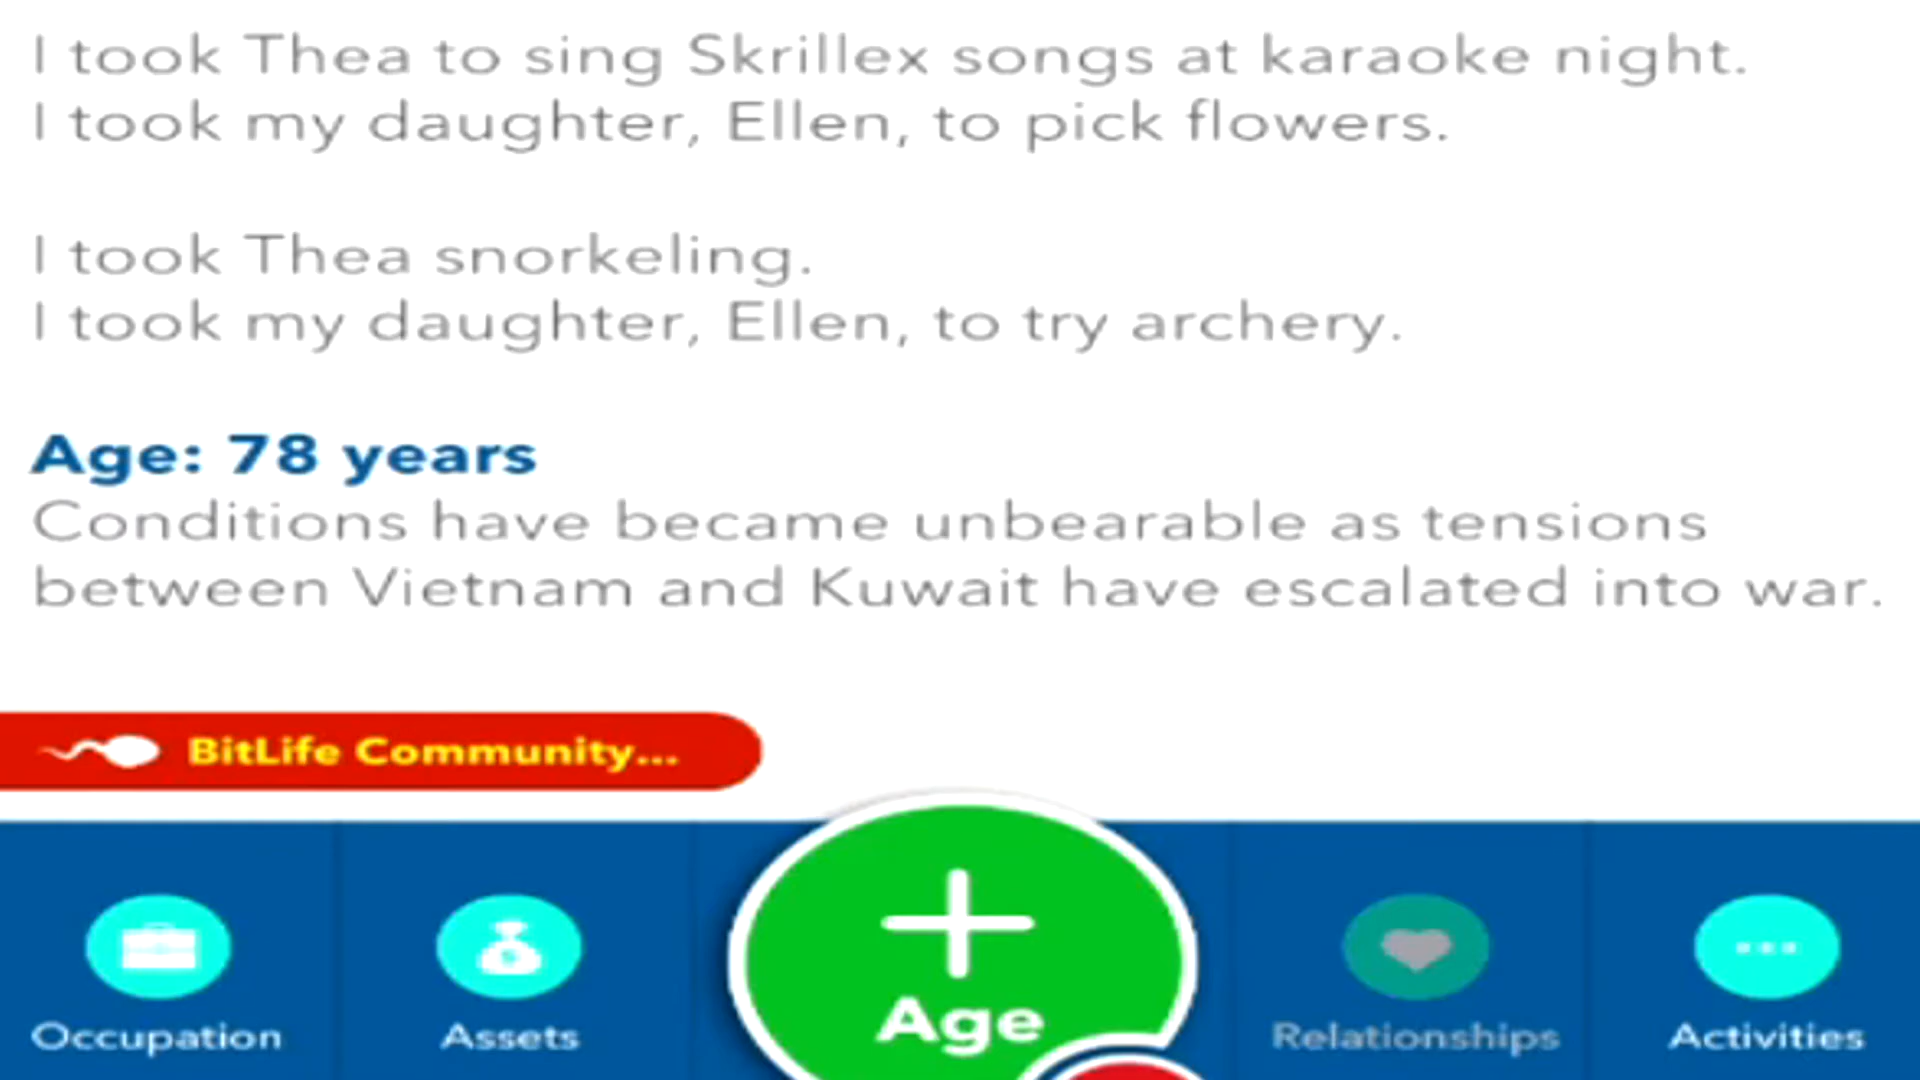 I took Thea to sing Skrillex songs at karaoke night.
I took my daughter, Ellen, to pick flowers.
I took Thea snorkeling.
I took my daughter, Ellen, to try archery.
Age: 78 years
Conditions have became unbearable as tensions
between Vietnam and Kuwait have escalated into war.
BitLife Community...
Age
Occupation
Assets
Relationships
Activities